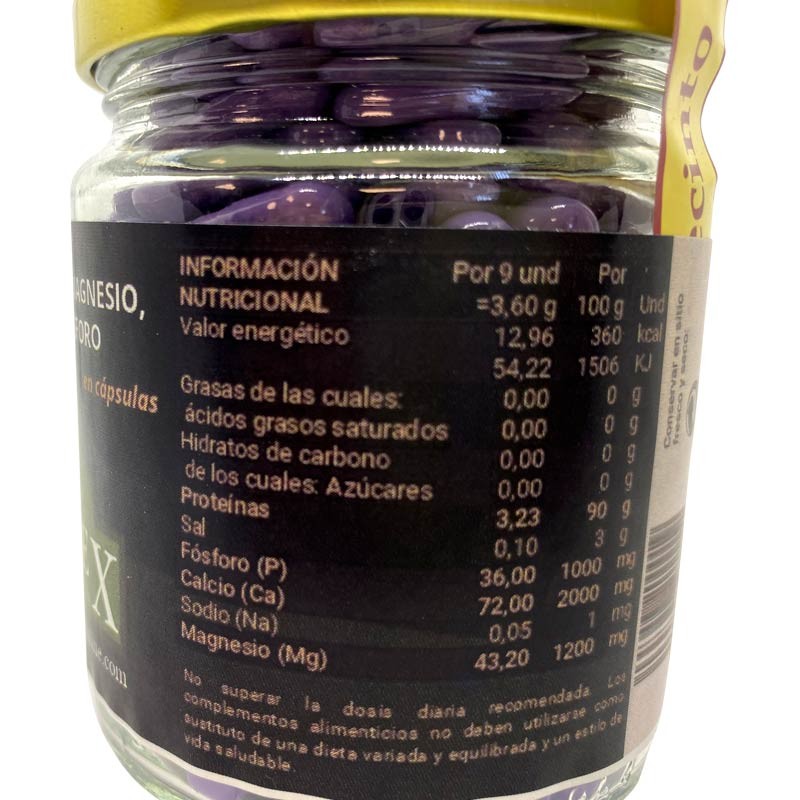 AGNESIO,
FORO
en cápsulas
EX
ue.com
INFORMACIÓN Por 9 und Por
NUTRICIONAL =3,60 g 100 g Und
Valor energético 12,96 360 kcal
54,22 1506 KJ
Grasas de las cuales: 0,00 0 g
ácidos grasos saturados 0,00 0 g
Hidratos de carbono 0,00 0 g
de los cuales: Azúcares 0,00 0 g
Proteínas 3,23 90 g
Sal 0,10 3 g
Fósforo (P) 36,00 1000 mg
Calcio (Ca) 72,00 2000 mg
Sodio (Na) 0,05 1 mg
Magnesio (Mg) 43,20 1200 mg
No superar la dosis diaria recomendada. Los
complementos alimenticios no deben utilizarse como
sustituto de una dieta variada y equilibrada y un estilo de
vida saludable.
Conservar en sitio
fresco y seco.
ecinto